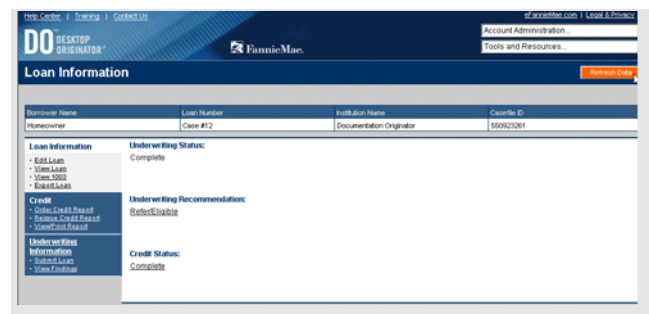 Help Center | Training | Contact Us
eFannieMae.com | Legal & Privacy
DO DESKTOP ORIGINATOR
FannieMae.
Account Administration...
Tools and Resources...
Loan Information
Refresh Data
Borrower Name Loan Number Institution Name Casefile ID
Homeowner Case #12 Documentation Originator 550923261
Loan Information
• Edit Loan
• View Loan
• View 1003
• Export Loan
Credit
• Order Credit Report
• Reissue Credit Report
• View/Print Report
Underwriting
Information
• Submit Loan
• View Findings
Underwriting Status:
Complete
Underwriting Recommendation:
Refer/Eligible
Credit Status:
Complete